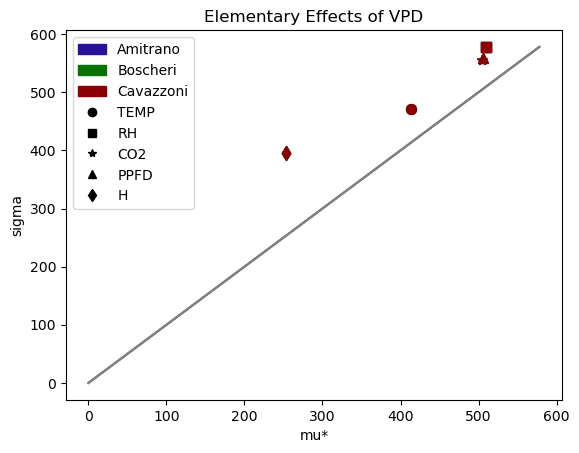 Elementary Effects of VPD
Amitrano
Boscheri
Cavazzoni
TEMP
RH
CO2
PPFD
H
sigma
600
500
400
300
200
100
0
0 100 200 300 400 500 600
mu*